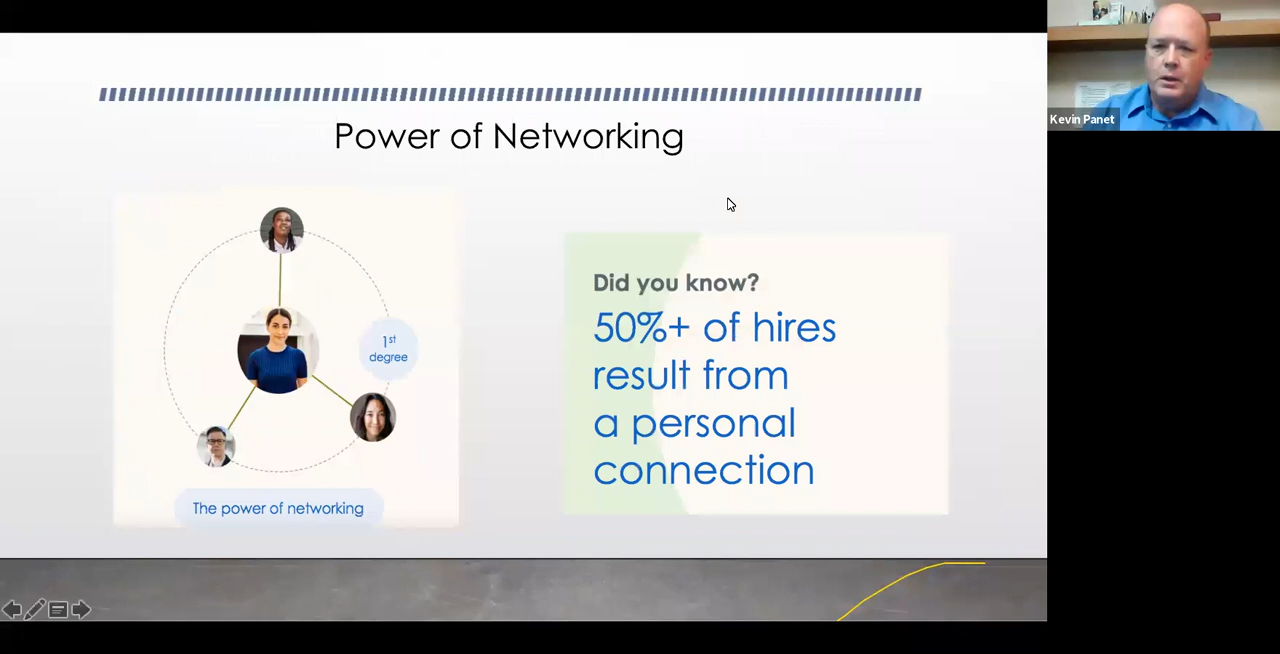 Power of Networking
Kevin Panet
1st
degree
The power of networking
Did you know?
50%+ of hires
result from
a personal
connection